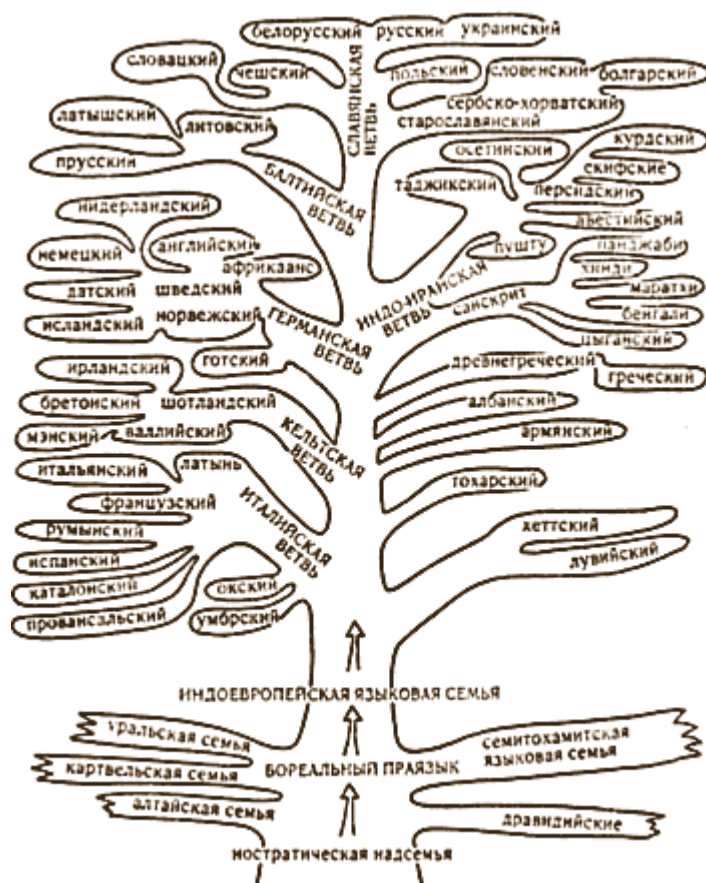 белорусский русский украинский
словацкий
чешский
польский
словенский
болгарский
сербско-хорватский
старославянский
СЛАВЯНСКАЯ
ВЕТВЬ
латышский
литовский
прусский
БАЛТИЙСКАЯ
ВЕТВЬ
осетинский
курдский
скифские
таджикский
персидский
пушту
ИНДО-ИРАНСКАЯ
ВЕТВЬ
панджаби
хинди
маратхи
бенгали
цыганский
санскрит
нидерландский
немецкий
английский
африкаанс
датский
шведский
исландский
норвежский
готский
ГЕРМАНСКАЯ
ВЕТВЬ
древнегреческий
греческий
албанский
армянский
тохарский
хеттский
лувийский
ирландский
бретонский
шотландский
мэнский
валлийский
КЕЛЬТСКАЯ
ВЕТВЬ
итальянский
латынь
французский
румынский
испанский
каталонский
провансальский
окский
умбрский
ИТАЛИЙСКАЯ
ВЕТВЬ
ИНДОЕВРОПЕЙСКАЯ ЯЗЫКОВАЯ СЕМЬЯ
уральская семья
картвельская семья
алтайская семья
БОРЕАЛЬНЫЙ ПРАЯЗЫК
семитохамитская
языковая семья
дравидийские
ностратическая надсемья